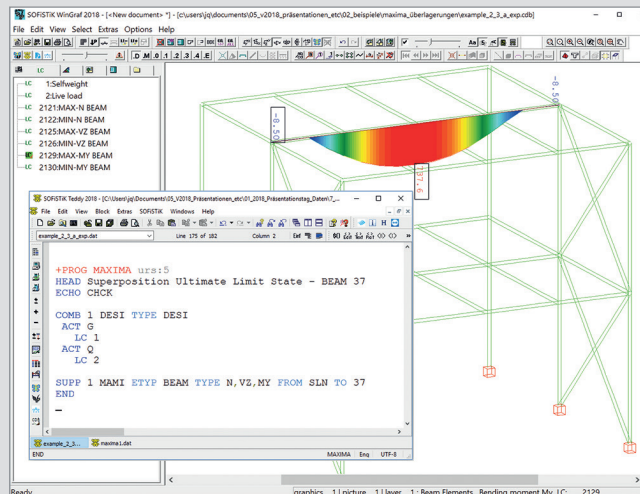 SOFiSTiK WinGraf 2018 - [<New document> *] - [c:\users\jq\documents\05_v2018_präsentationen_etc\02_beispiele\maxima_überlagerungen\example_2_3_a_exp.cdb]
File Edit View Select Extras Options Help
LC
LC 1:Selfweight
LC 2:Live load
LC 2121:MAX-N BEAM
LC 2122:MIN-N BEAM
LC 2125:MAX-VZ BEAM
LC 2126:MIN-VZ BEAM
LC 2229:MAX-MY BEAM
LC 2130:MIN-MY BEAM
-8.50
-8.50
SOFiSTiK Teddy 2018 - [C:\Users\jq\Documents\05_V2018_Präsentationen_etc\01_2018_Präsentationstag_Daten\7_...
File Edit View Block Extras SOFiSTiK Windows Help
example_2_3_a_exp.dat Line 175 of 182 Column 2
+PROG MAXIMA urs:5
HEAD Superposition Ultimate Limit State - BEAM 37
ECHO CHCK
COMB 1 DESI TYPE DESI
ACT G
LC 1
ACT Q
LC 2
SUPP 1 MAMI ETYP BEAM TYPE N,VZ,MY FROM SLN TO 37
END
example_2_3... maxima1.dat
END MAXIMA Eng UTF-8
Ready graphics 1 | picture 1 | layer 1 : Beam Elements Bending moment My LC: 2129